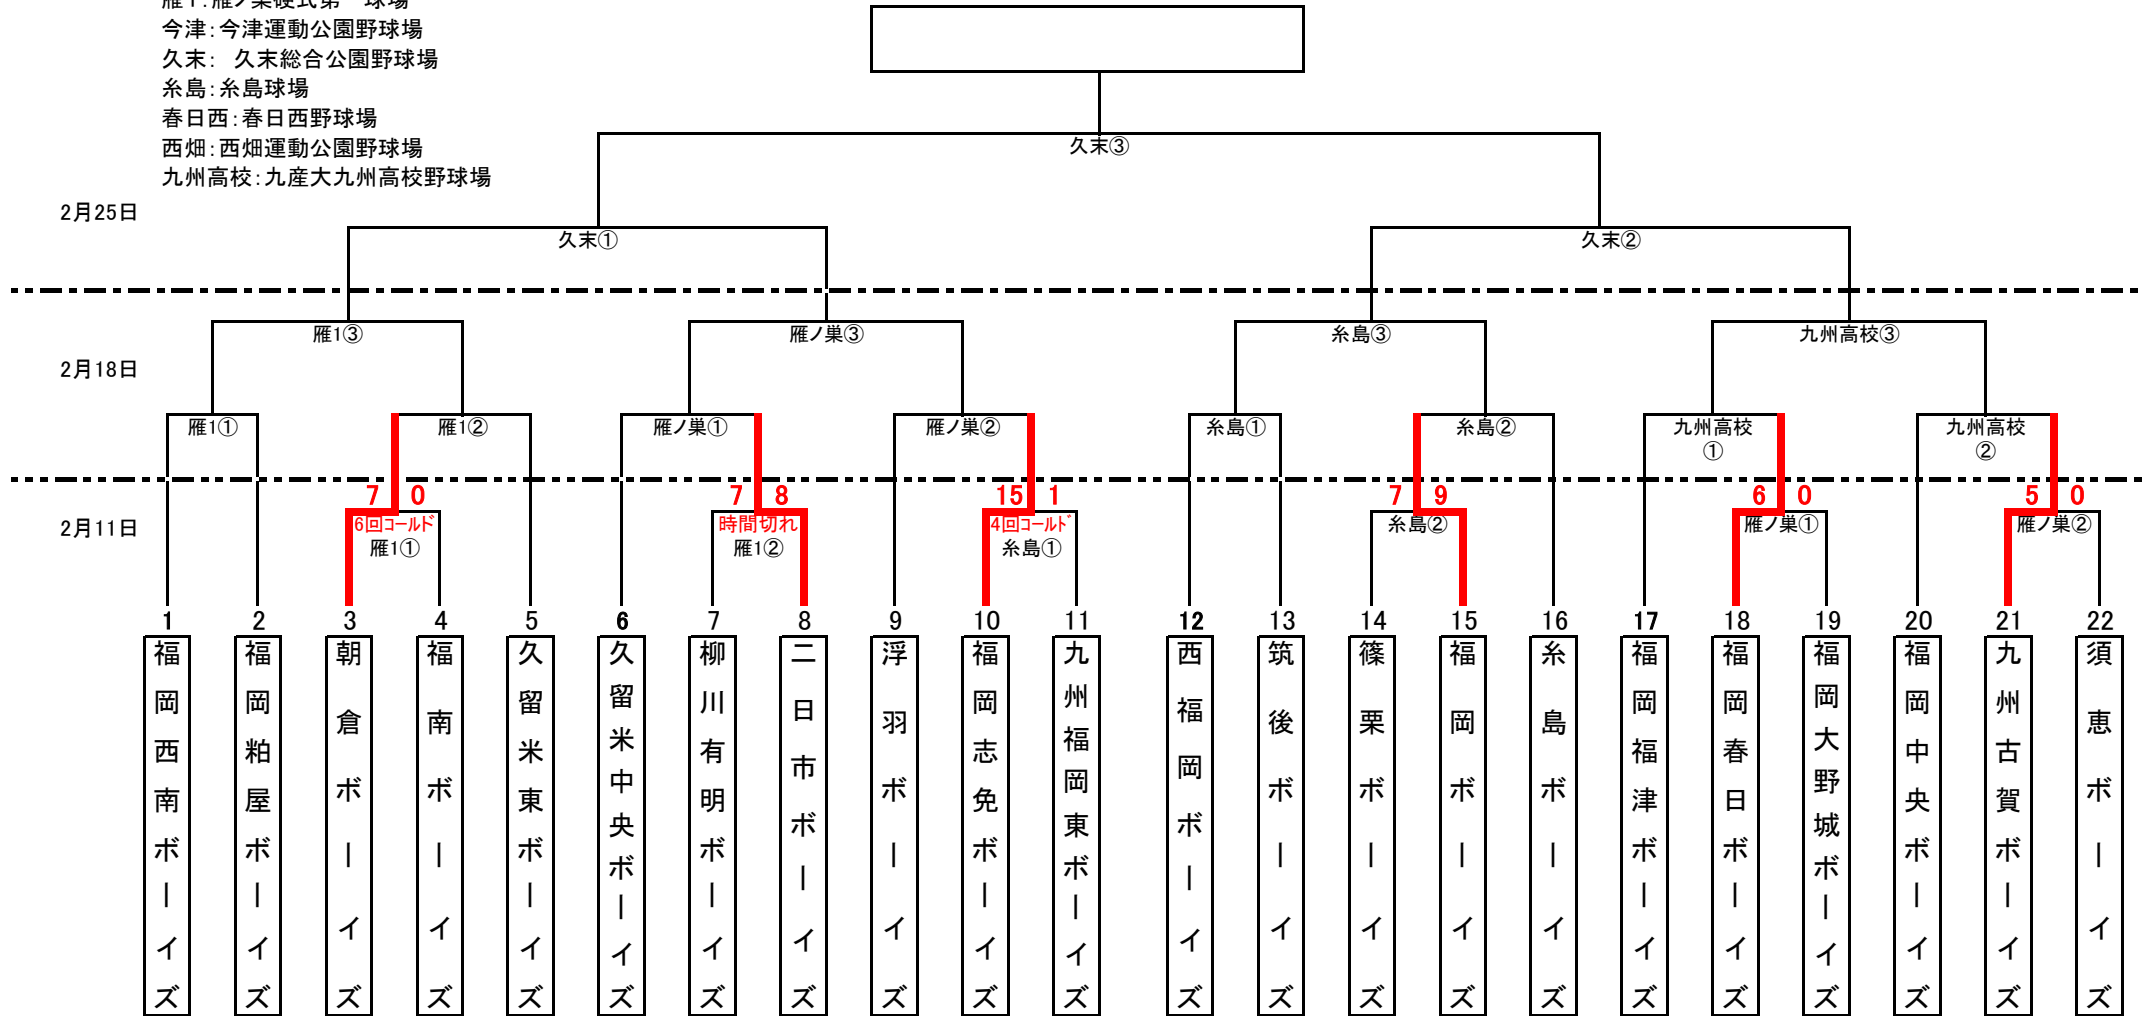 今津：今津運動公園野球場
久末： 久末総合公園野球場
糸島：糸島球場
春日西：春日西野球場
西畑：西畑運動公園野球場
九州高校：九産大九州高校野球場
久末③
2月25日
久末①
久末②
雁1③
雁ノ巣③
糸島③
九州高校③
2月18日
雁1①
雁1②
雁ノ巣①
雁ノ巣②
糸島①
糸島②
九州高校
①
九州高校
②
2月11日
7 0
6回ｺｰﾙﾄﾞ
雁1①
7 8
時間切れ
雁1②
15 1
4回ｺｰﾙﾄﾞ
糸島①
7 9
糸島②
6 0
雁ノ巣①
5 0
雁ノ巣②
1
福岡西南ボーイズ
2
福岡粕屋ボーイズ
3
朝倉ボーイズ
4
福南ボーイズ
5
久留米東ボーイズ
6
久留米中央ボーイズ
7
柳川有明ボーイズ
8
二日市ボーイズ
9
浮羽ボーイズ
10
福岡志免ボーイズ
11
九州福岡東ボーイズ
12
西福岡ボーイズ
13
筑後ボーイズ
14
篠栗ボーイズ
15
福岡ボーイズ
16
糸島ボーイズ
17
福岡福津ボーイズ
18
福岡春日ボーイズ
19
福岡大野城ボーイズ
20
福岡中央ボーイズ
21
九州古賀ボーイズ
22
須恵ボーイズ